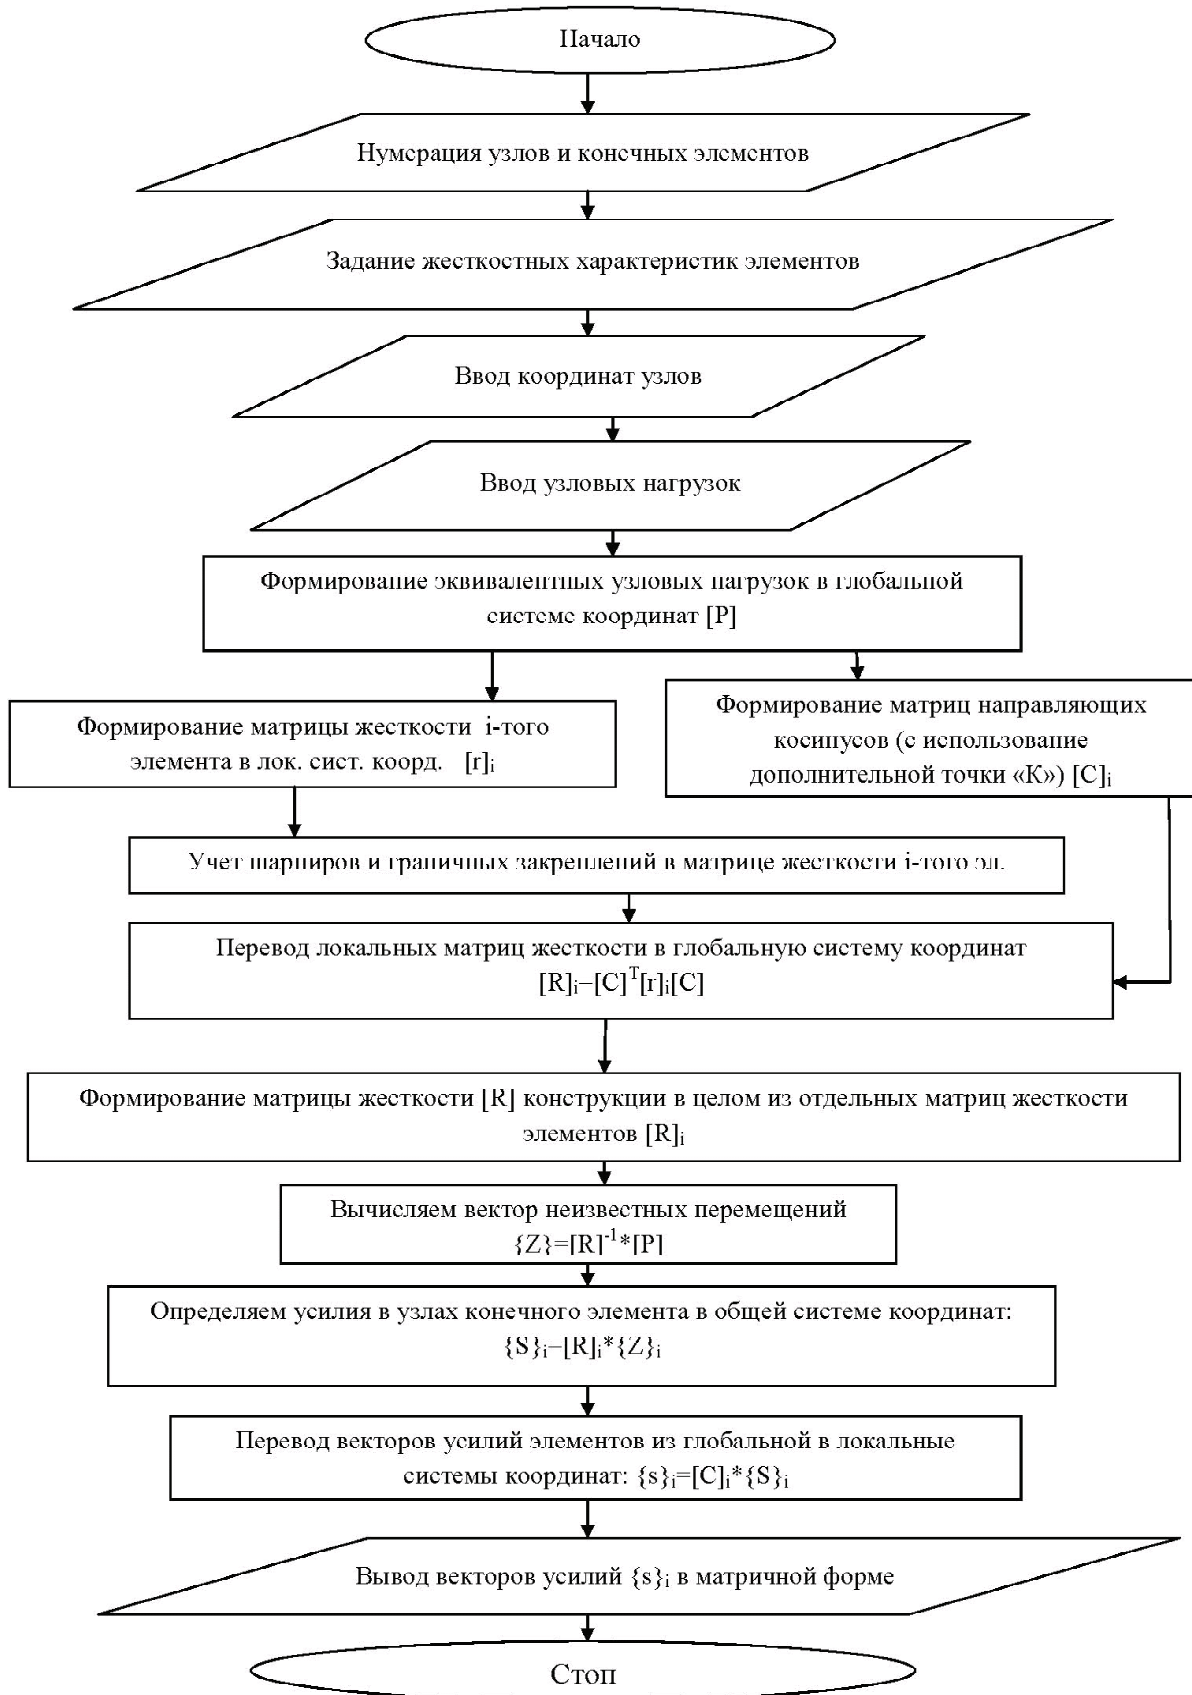 Начало
Нумерация узлов и конечных элементов
Задание жесткостных характеристик элементов
Ввод координат узлов
Ввод узловых нагрузок
Формирование эквивалентных узловых нагрузок в глобальной
системе координат [P]
Формирование матрицы жесткости i-того
элемента в лок. сист. коорд. [r]i
Формирование матриц направляющих
косинусов (с использование
дополнительной точки «К») [C]i
Учет шарниров и граничных закреплений в матрице жесткости i-того эл.
Перевод локальных матриц жесткости в глобальную систему координат
[R]i=[C]T[r]i[C]
Формирование матрицы жесткости [R] конструкции в целом из отдельных матриц жесткости
элементов [R]i
Вычисляем вектор неизвестных перемещений
{Z}=[R]-1*[P]
Определяем усилия в узлах конечного элемента в общей системе координат:
{S}i=[R]i*{Z}i
Перевод векторов усилий элементов из глобальной в локальные
системы координат: {s}i=[C]i*{S}i
Вывод векторов усилий {s}i в матричной форме
Стоп